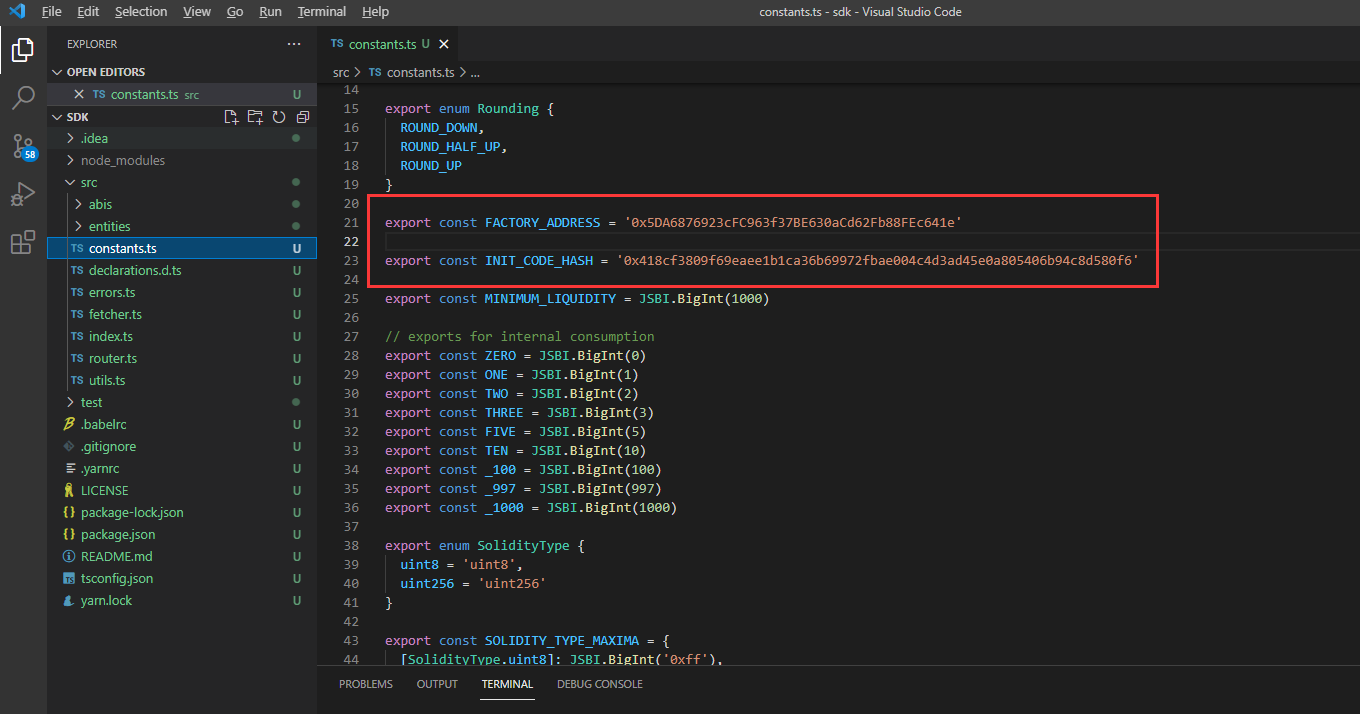 File Edit Selection View Go Run Terminal Help
constants.ts - sdk - Visual Studio Code
EXPLORER
OPEN EDITORS
TS constants.ts src U
SDK
.idea
node_modules
src
abis
entities
TS constants.ts U
TS declarations.d.ts U
TS errors.ts U
TS fetcher.ts U
TS index.ts U
TS router.ts U
TS utils.ts U
test
.babelrc U
.gitignore U
.yarnrc U
LICENSE U
package-lock.json U
package.json U
README.md U
TS tsconfig.json U
yarn.lock U
58
TS constants.ts U
src > TS constants.ts > ...
14
15 export enum Rounding {
16 ROUND_DOWN,
17 ROUND_HALF_UP,
18 ROUND_UP
19 }
20
21 export const FACTORY_ADDRESS = '0x5DA6876923cFC963f37BE630aCd62Fb88FEc641e'
22
23 export const INIT_CODE_HASH = '0x418cf3809f69eaee1b1ca36b69972fbae004c4d3ad45e0a805406b94c8d580f6'
24
25 export const MINIMUM_LIQUIDITY = JSBI.BigInt(1000)
26
27 // exports for internal consumption
28 export const ZERO = JSBI.BigInt(0)
29 export const ONE = JSBI.BigInt(1)
30 export const TWO = JSBI.BigInt(2)
31 export const THREE = JSBI.BigInt(3)
32 export const FIVE = JSBI.BigInt(5)
33 export const TEN = JSBI.BigInt(10)
34 export const _100 = JSBI.BigInt(100)
35 export const _997 = JSBI.BigInt(997)
36 export const _1000 = JSBI.BigInt(1000)
37
38 export enum SolidityType {
39 uint8 = 'uint8',
40 uint256 = 'uint256'
41 }
42
43 export const SOLIDITY_TYPE_MAXIMA = {
44 [SolidityType.uint8]: JSBI.BigInt('0xff'),
PROBLEMS OUTPUT TERMINAL DEBUG CONSOLE